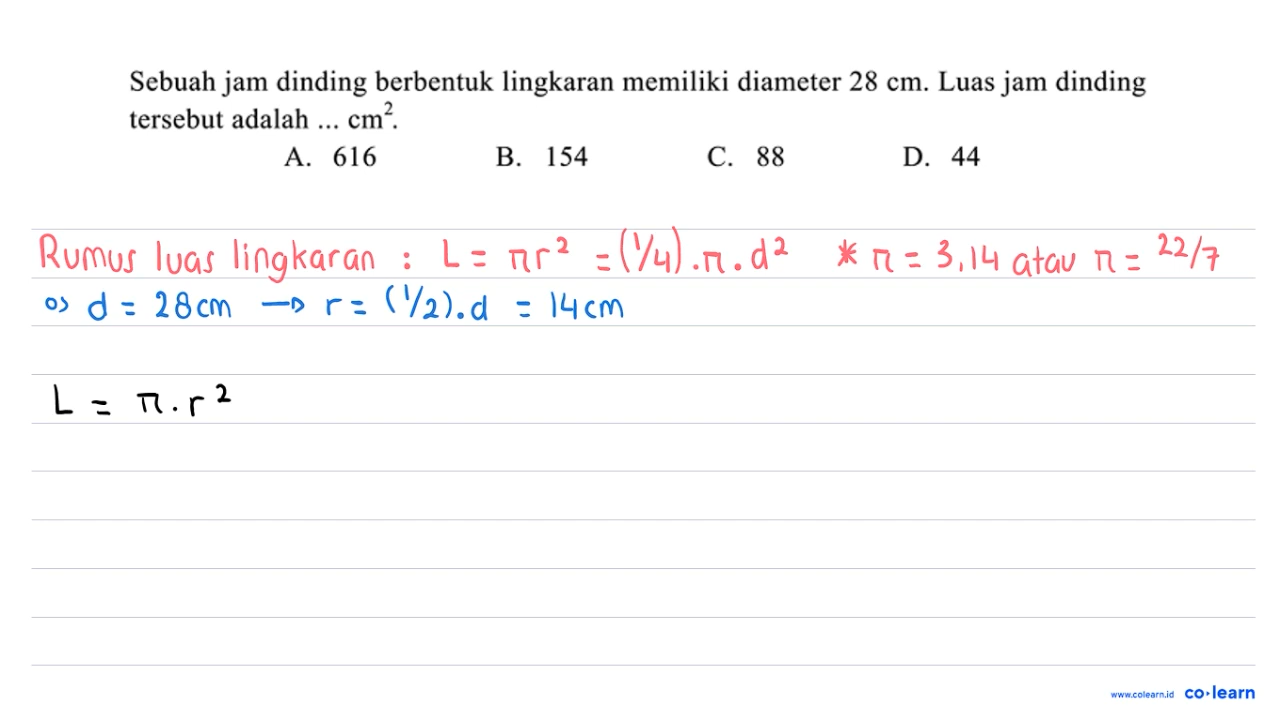 Sebuah jam dinding berbentuk lingkaran memiliki diameter 28 cm. Luas jam dinding
tersebut adalah ... cm².
A. 616 B. 154 C. 88 D. 44
Rumus luas lingkaran : L = πr² = (1/4).π.d² * π = 3,14 atau π = 22/7
d = 28cm → r = (1/2).d = 14cm
L = π.r²
www.colearn.id co·learn